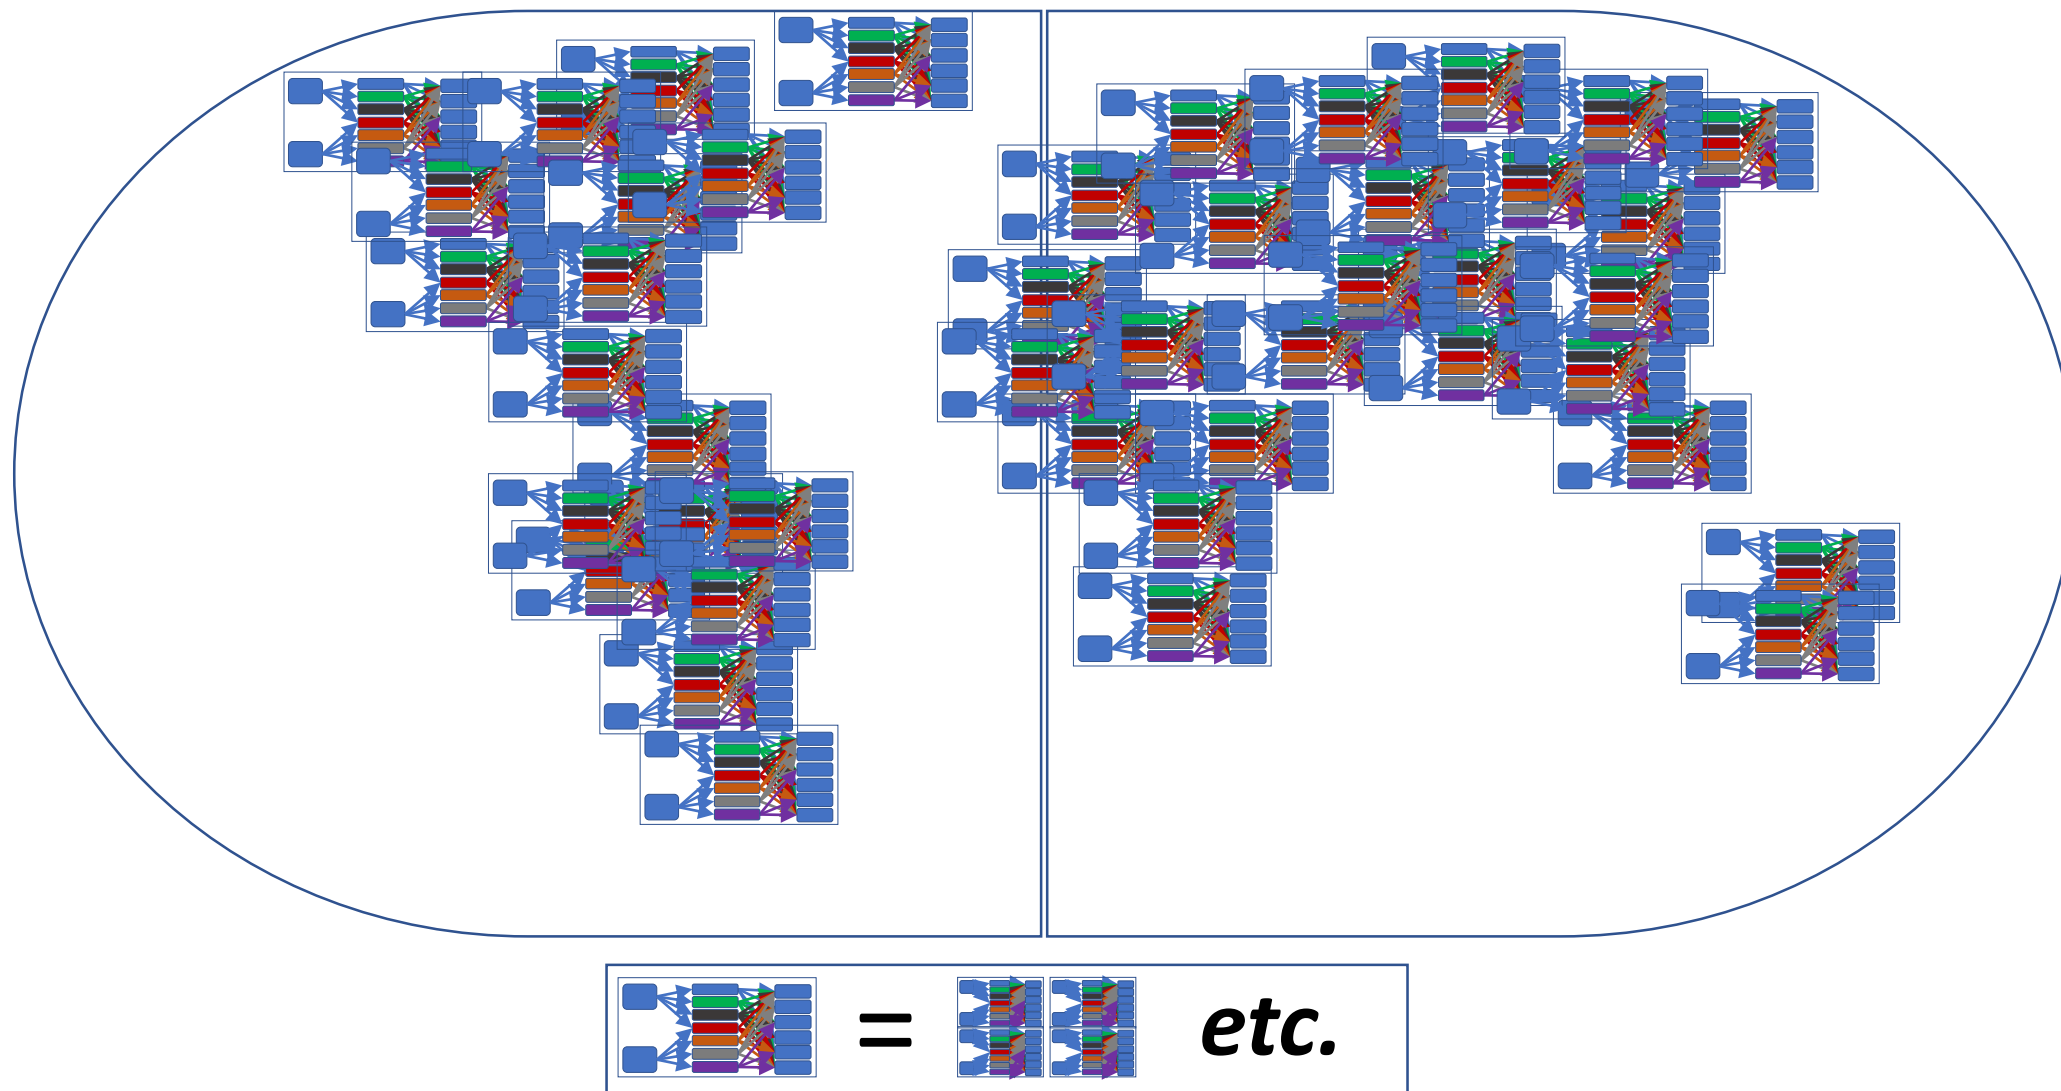 = etc.